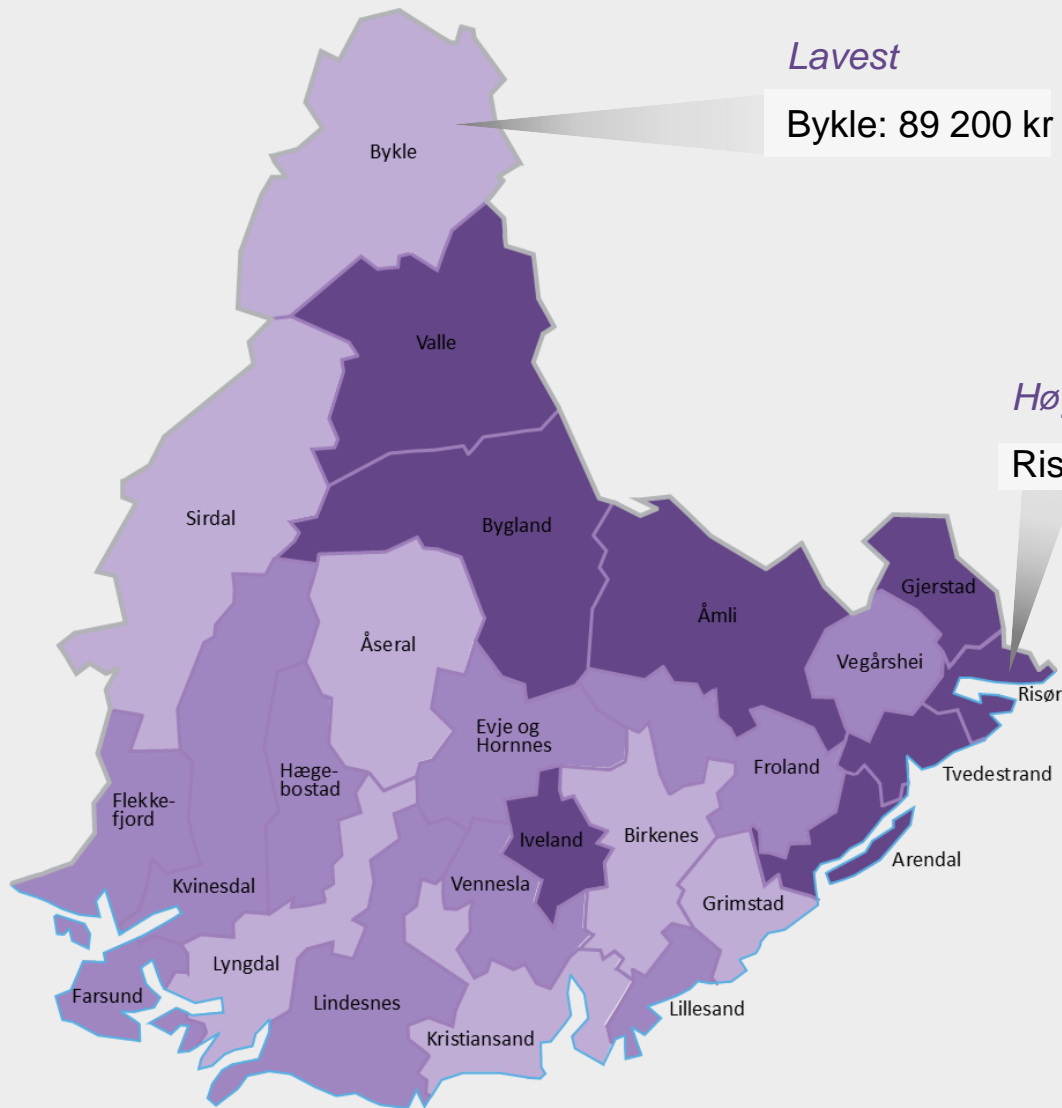 Lavest
Bykle: 89 200 kr
Bykle
Valle
Sirdal
Bygland
Gjerstad
Åmli
Åseral
Vegårshei
Risør
Evje og
Hornnes
Froland
Hæge-
bostad
Tvedestrand
Flekke-
fjord
Iveland
Birkenes
Arendal
Kvinesdal
Vennesla
Grimstad
Lyngdal
Farsund
Lindesnes
Lillesand
Kristiansand